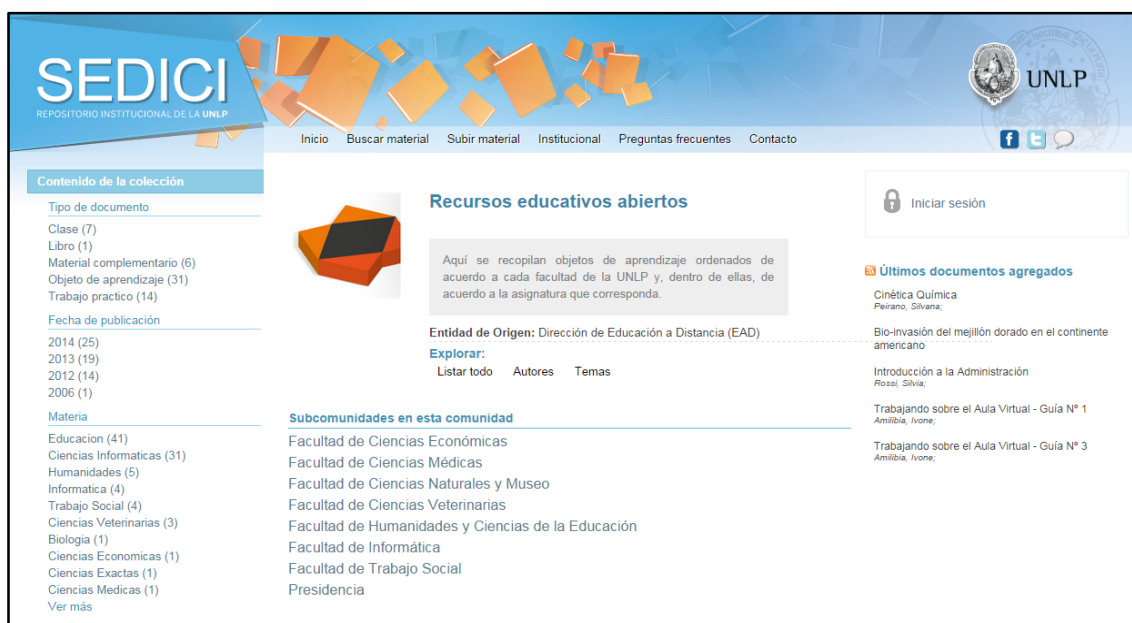 SEDICI
REPOSITORIO INSTITUCIONAL DE LA UNLP
UNLP
Inicio Buscar material Subir material Institucional Preguntas frecuentes Contacto
Contenido de la colección
Tipo de documento
Clase (7)
Libro (1)
Material complementario (6)
Objeto de aprendizaje (31)
Trabajo practico (14)
Fecha de publicación
2014 (25)
2013 (19)
2012 (14)
2006 (1)
Materia
Educacion (41)
Ciencias Informaticas (31)
Humanidades (5)
Informatica (4)
Trabajo Social (4)
Ciencias Veterinarias (3)
Biologia (1)
Ciencias Economicas (1)
Ciencias Exactas (1)
Ciencias Medicas (1)
Ver más
Recursos educativos abiertos
Aquí se recopilan objetos de aprendizaje ordenados de
acuerdo a cada facultad de la UNLP y, dentro de ellas, de
acuerdo a la asignatura que corresponda.
Entidad de Origen: Dirección de Educación a Distancia (EAD)
Explorar:
Listar todo Autores Temas
Subcomunidades en esta comunidad
Facultad de Ciencias Económicas
Facultad de Ciencias Médicas
Facultad de Ciencias Naturales y Museo
Facultad de Ciencias Veterinarias
Facultad de Humanidades y Ciencias de la Educación
Facultad de Informática
Facultad de Trabajo Social
Presidencia
Iniciar sesión
Últimos documentos agregados
Cinética Química
Peirano, Silvana;
Bio-invasión del mejillón dorado en el continente
americano
Introducción a la Administración
Rossi, Silvia;
Trabajando sobre el Aula Virtual - Guía Nº 1
Amilibia, Ivone;
Trabajando sobre el Aula Virtual - Guía Nº 3
Amilibia, Ivone;